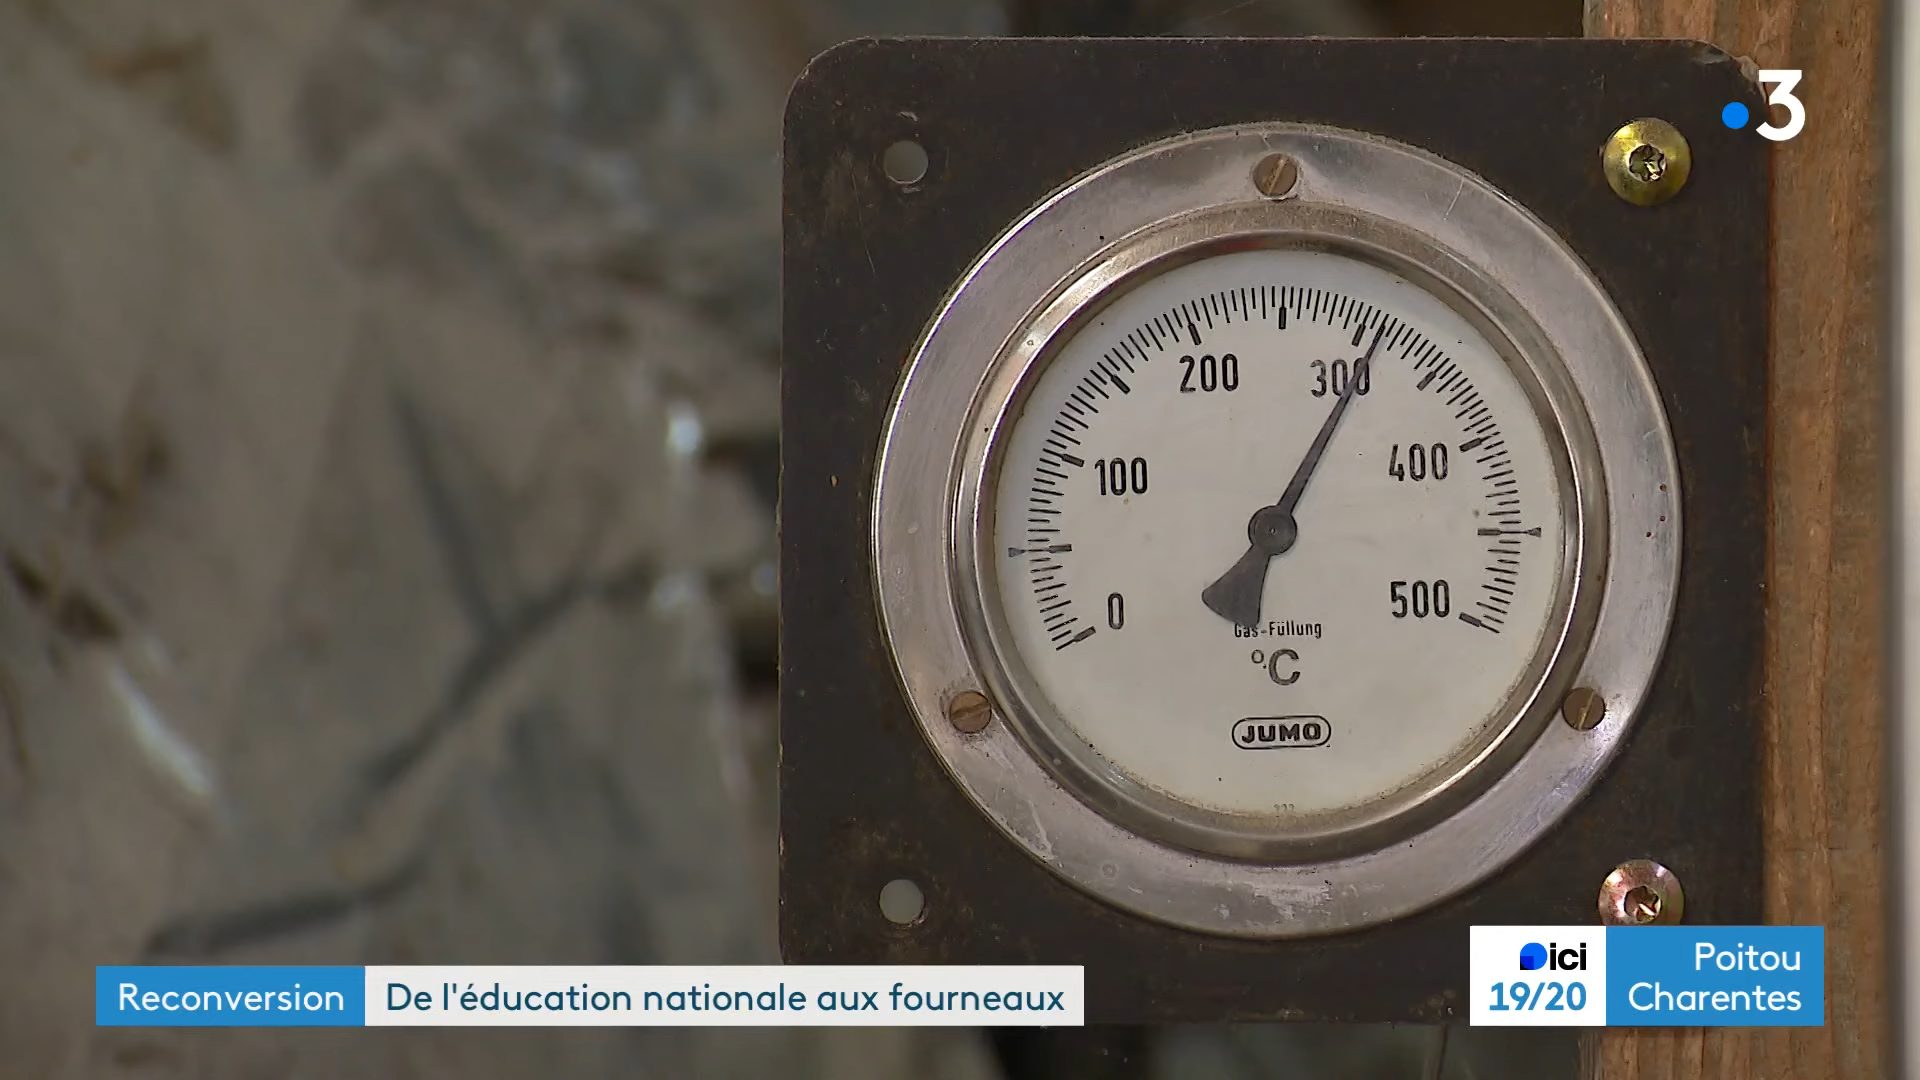 3
200
300
100
400
0
500
Gas-Füllung
°C
JUMO
Reconversion
De l'éducation nationale aux fourneaux
ici
19/20
Poitou
Charentes